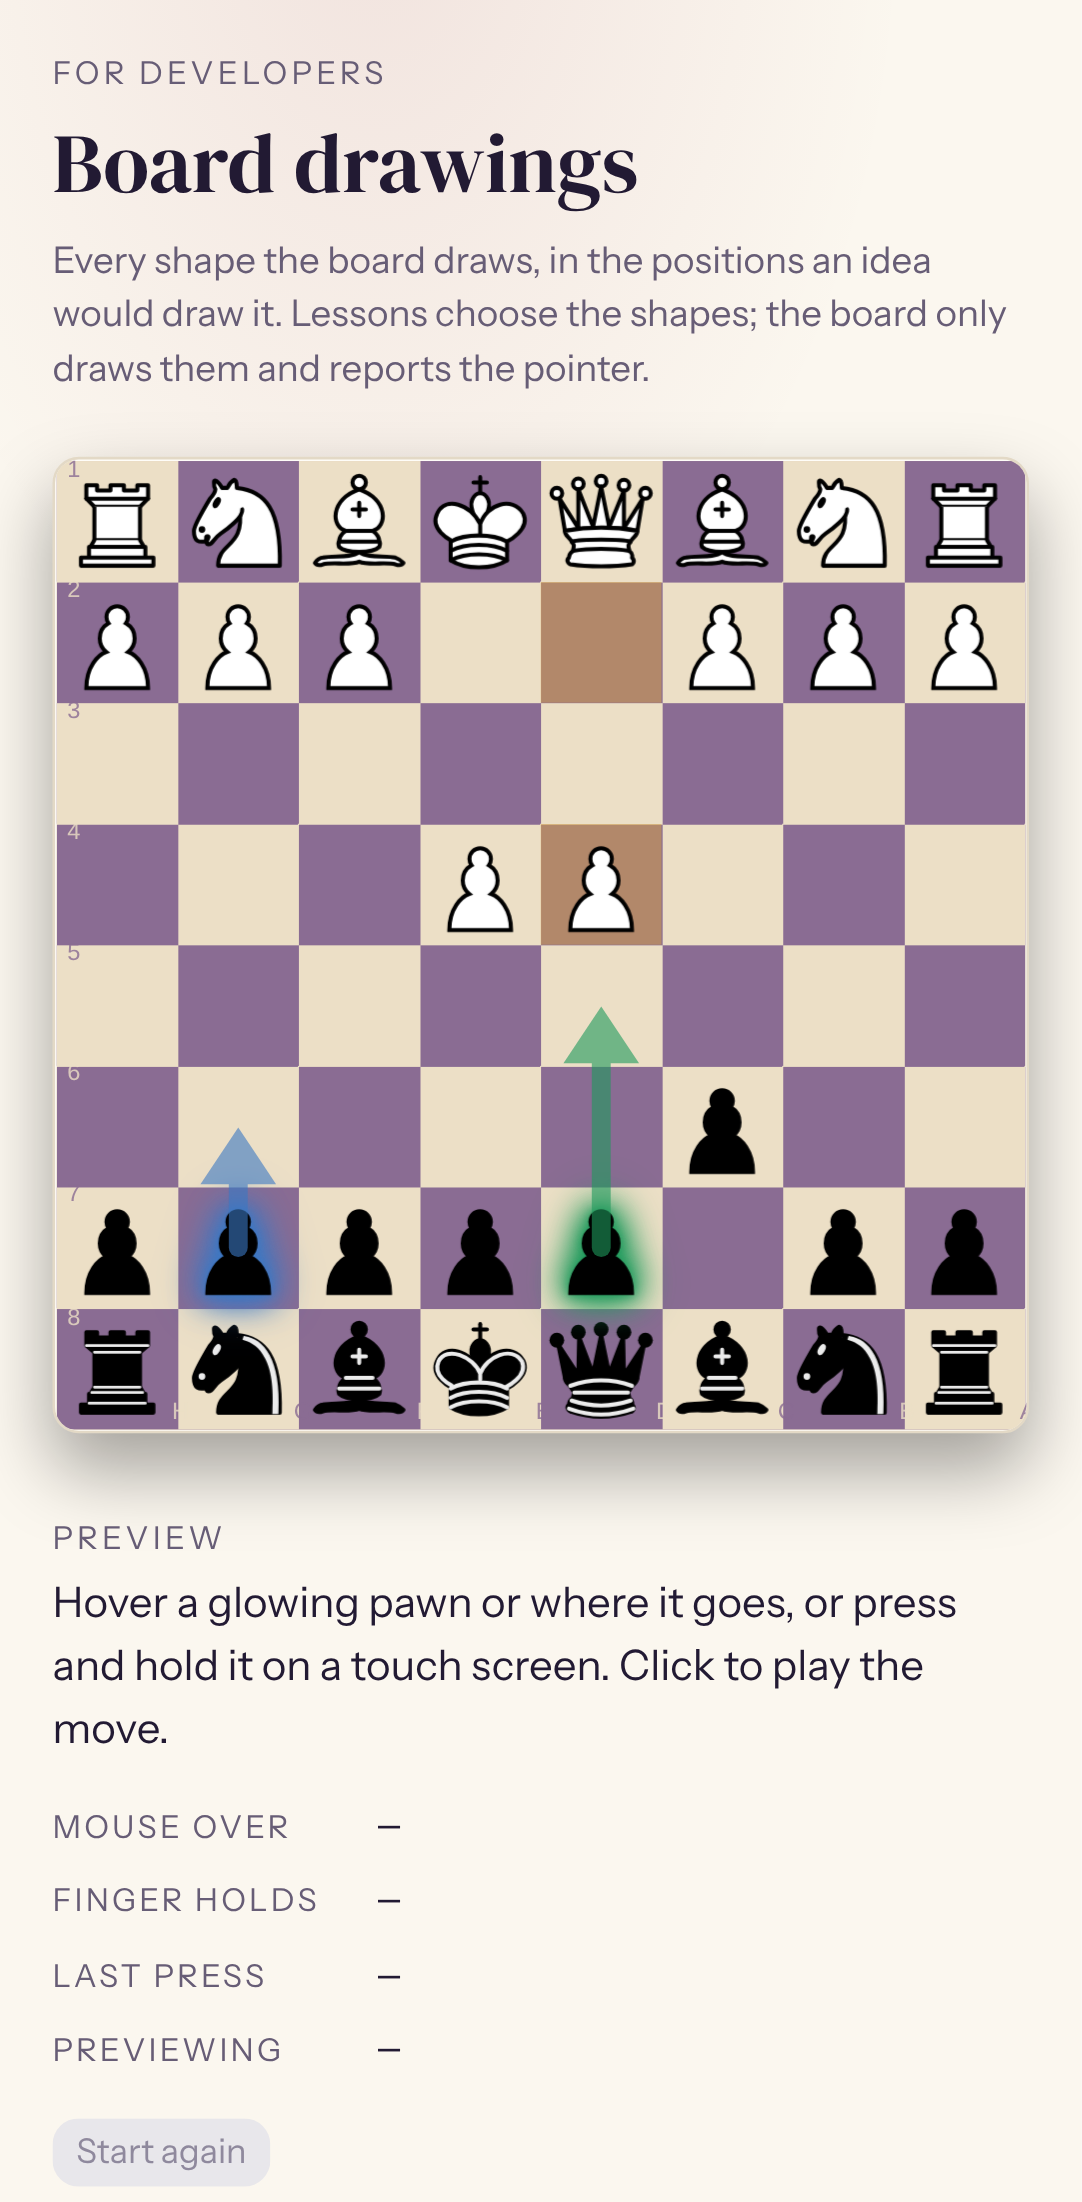 FOR DEVELOPERS
Board drawings
Every shape the board draws, in the positions an idea
would draw it. Lessons choose the shapes; the board only
draws them and reports the pointer.
1
2
3
4
5
6
7
8
PREVIEW
Hover a glowing pawn or where it goes, or press
and hold it on a touch screen. Click to play the
move.
MOUSE OVER –
FINGER HOLDS –
LAST PRESS –
PREVIEWING –
Start again